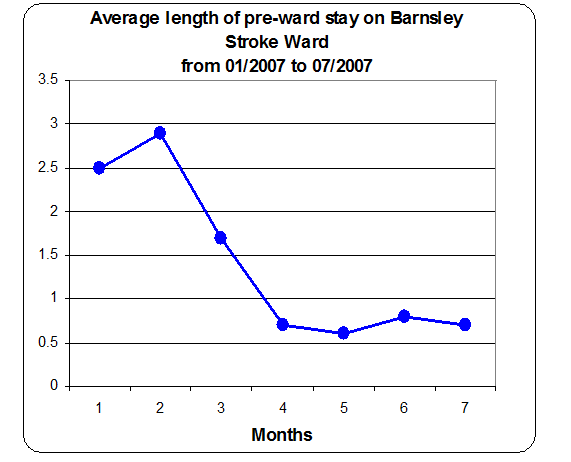 Average length of pre-ward stay on Barnsley
Stroke Ward
from 01/2007 to 07/2007
3.5
3
2.5
2
1.5
1
0.5
0
1 2 3 4 5 6 7
Months